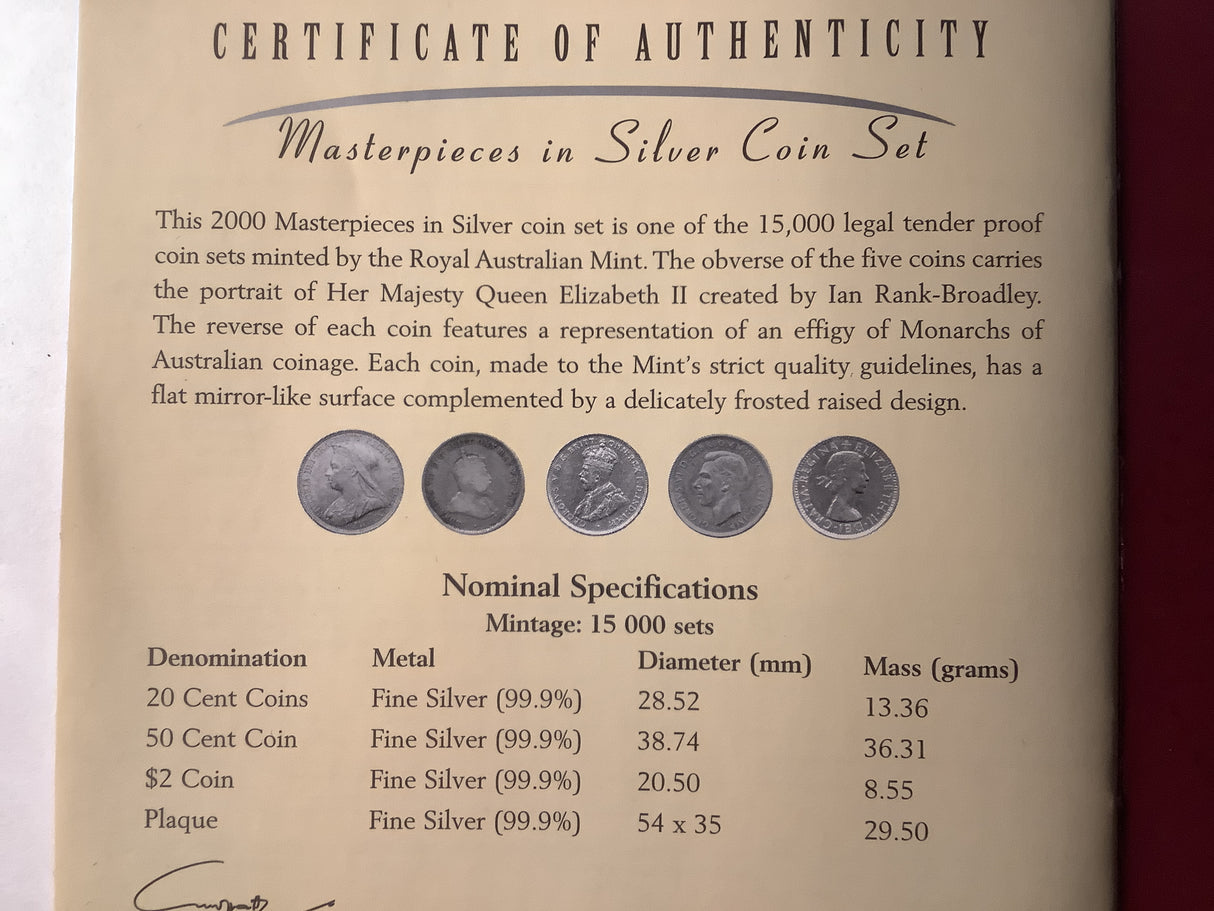 CERTIFICATE OF AUTHENTICITY
Masterpieces in Silver Coin Set
This 2000 Masterpieces in Silver coin set is one of the 15,000 legal tender proof
coin sets minted by the Royal Australian Mint. The obverse of the five coins carries
the portrait of Her Majesty Queen Elizabeth II created by Ian Rank-Broadley.
The reverse of each coin features a representation of an effigy of Monarchs of
Australian coinage. Each coin, made to the Mint's strict quality guidelines, has a
flat mirror-like surface complemented by a delicately frosted raised design.
Nominal Specifications
Mintage: 15 000 sets
Denomination Metal Diameter (mm) Mass (grams)
20 Cent Coins Fine Silver (99.9%) 28.52 13.36
50 Cent Coin Fine Silver (99.9%) 38.74 36.31
$2 Coin Fine Silver (99.9%) 20.50 8.55
Plaque Fine Silver (99.9%) 54 x 35 29.50